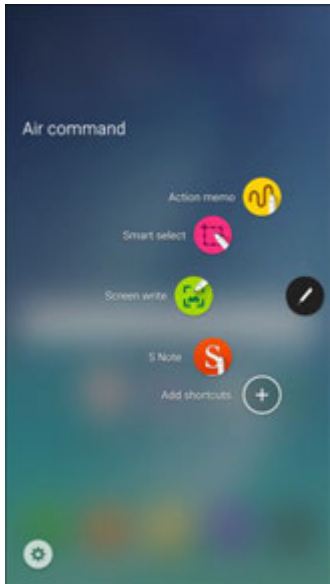 Air command
Action memo
Smart select
Screen write
S Note
Add shortcuts